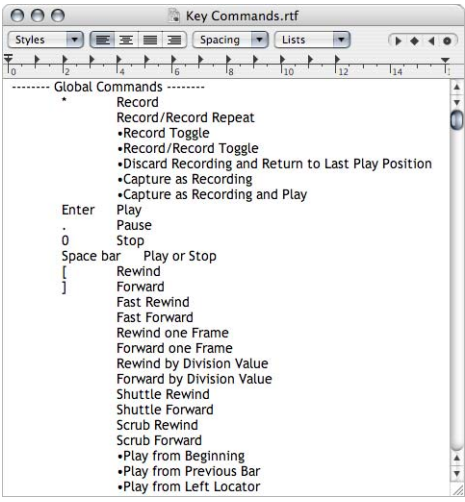 Key Commands.rtf
Styles Spacing Lists
0 2 4 6 8 10 12 14 1
-------- Global Commands --------
* Record
Record/Record Repeat
•Record Toggle
•Record/Record Toggle
•Discard Recording and Return to Last Play Position
•Capture as Recording
•Capture as Recording and Play
Enter Play
. Pause
0 Stop
Space bar Play or Stop
[ Rewind
] Forward
Fast Rewind
Fast Forward
Rewind one Frame
Forward one Frame
Rewind by Division Value
Forward by Division Value
Shuttle Rewind
Shuttle Forward
Scrub Rewind
Scrub Forward
•Play from Beginning
•Play from Previous Bar
•Play from Left Locator